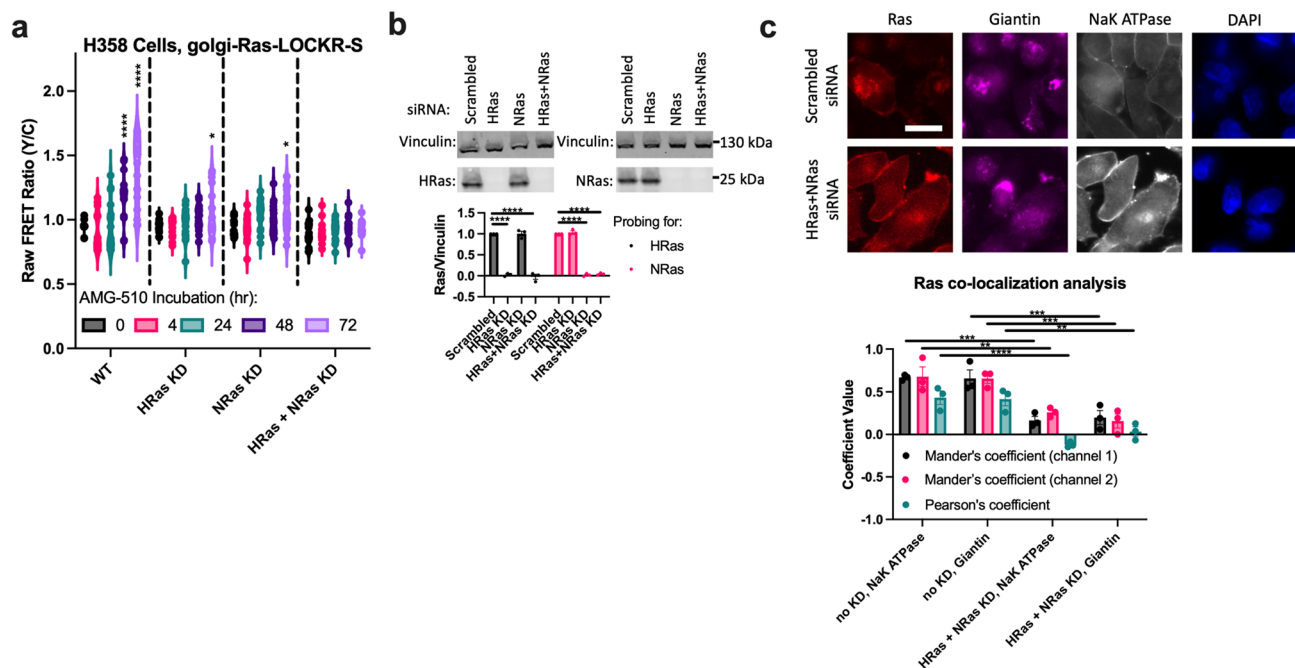 a
H358 Cells, golgi-Ras-LOCKR-S
Raw FRET Ratio (Y/C)
2.0
1.5
1.0
0.5
0.0
****
****
*
*
AMG-510 Incubation (hr):
0 4 24 48 72
WT
HRas KD
NRas KD
HRas + NRas KD
b
siRNA:
Scrambled
HRas
NRas
HRas+NRas
Scrambled
HRas
NRas
HRas+NRas
Vinculin:
Vinculin:
130 kDa
HRas:
NRas:
25 kDa
Ras/Vinculin
1.5
1.0
0.5
0.0
-0.5
****
****
****
****
Probing for:
HRas
NRas
Scrambled
HRas KD
NRas KD
HRas+NRas KD
Scrambled
HRas KD
NRas KD
HRas+NRas KD
c
Ras Giantin NaK ATPase DAPI
Scrambled
siRNA
HRas+NRas
siRNA
Ras co-localization analysis
***
***
**
***
**
****
Coefficient Value
1.0
0.5
0.0
-0.5
-1.0
Mander's coefficient (channel 1)
Mander's coefficient (channel 2)
Pearson's coefficient
no KD, NaK ATPase
no KD, Giantin
HRas + NRas KD, NaK ATPase
HRas + NRas KD, Giantin